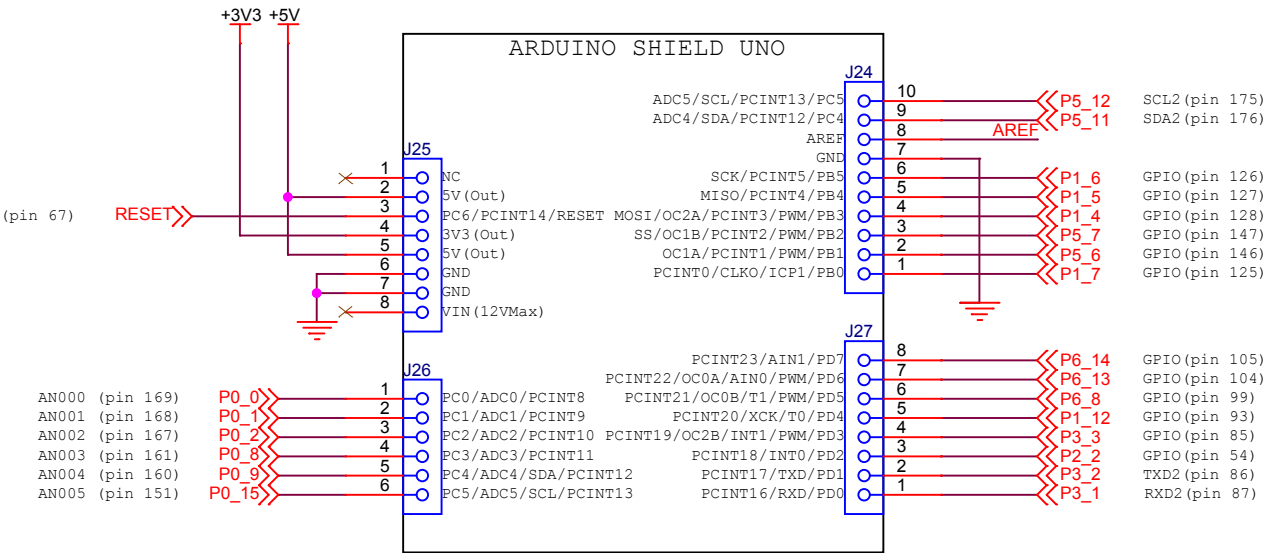 +3V3 +5V
ARDUINO SHIELD UNO
J25
1 NC
2 5V(Out)
(pin 67) RESET 3 PC6/PCINT14/RESET
4 3V3(Out)
5 5V(Out)
6 GND
7 GND
8 VIN(12VMax)
J26
AN000 (pin 169) P0_0 1 PC0/ADC0/PCINT8
AN001 (pin 168) P0_1 2 PC1/ADC1/PCINT9
AN002 (pin 167) P0_2 3 PC2/ADC2/PCINT10
AN003 (pin 161) P0_8 4 PC3/ADC3/PCINT11
AN004 (pin 160) P0_9 5 PC4/ADC4/SDA/PCINT12
AN005 (pin 151) P0_15 6 PC5/ADC5/SCL/PCINT13
J24
ADC5/SCL/PCINT13/PC5 10 P5_12 SCL2(pin 175)
ADC4/SDA/PCINT12/PC4 9 P5_11 SDA2(pin 176)
AREF 8 AREF
GND 7
SCK/PCINT5/PB5 6 P1_6 GPIO(pin 126)
MISO/PCINT4/PB4 5 P1_5 GPIO(pin 127)
MOSI/OC2A/PCINT3/PWM/PB3 4 P1_4 GPIO(pin 128)
SS/OC1B/PCINT2/PWM/PB2 3 P5_7 GPIO(pin 147)
OC1A/PCINT1/PWM/PB1 2 P5_6 GPIO(pin 146)
PCINT0/CLKO/ICP1/PB0 1 P1_7 GPIO(pin 125)
J27
PCINT23/AIN1/PD7 8 P6_14 GPIO(pin 105)
PCINT22/OC0A/AIN0/PWM/PD6 7 P6_13 GPIO(pin 104)
PCINT21/OC0B/T1/PWM/PD5 6 P6_8 GPIO(pin 99)
PCINT20/XCK/T0/PD4 5 P1_12 GPIO(pin 93)
PCINT19/OC2B/INT1/PWM/PD3 4 P3_3 GPIO(pin 85)
PCINT18/INT0/PD2 3 P2_2 GPIO(pin 54)
PCINT17/TXD/PD1 2 P3_2 TXD2(pin 86)
PCINT16/RXD/PD0 1 P3_1 RXD2(pin 87)